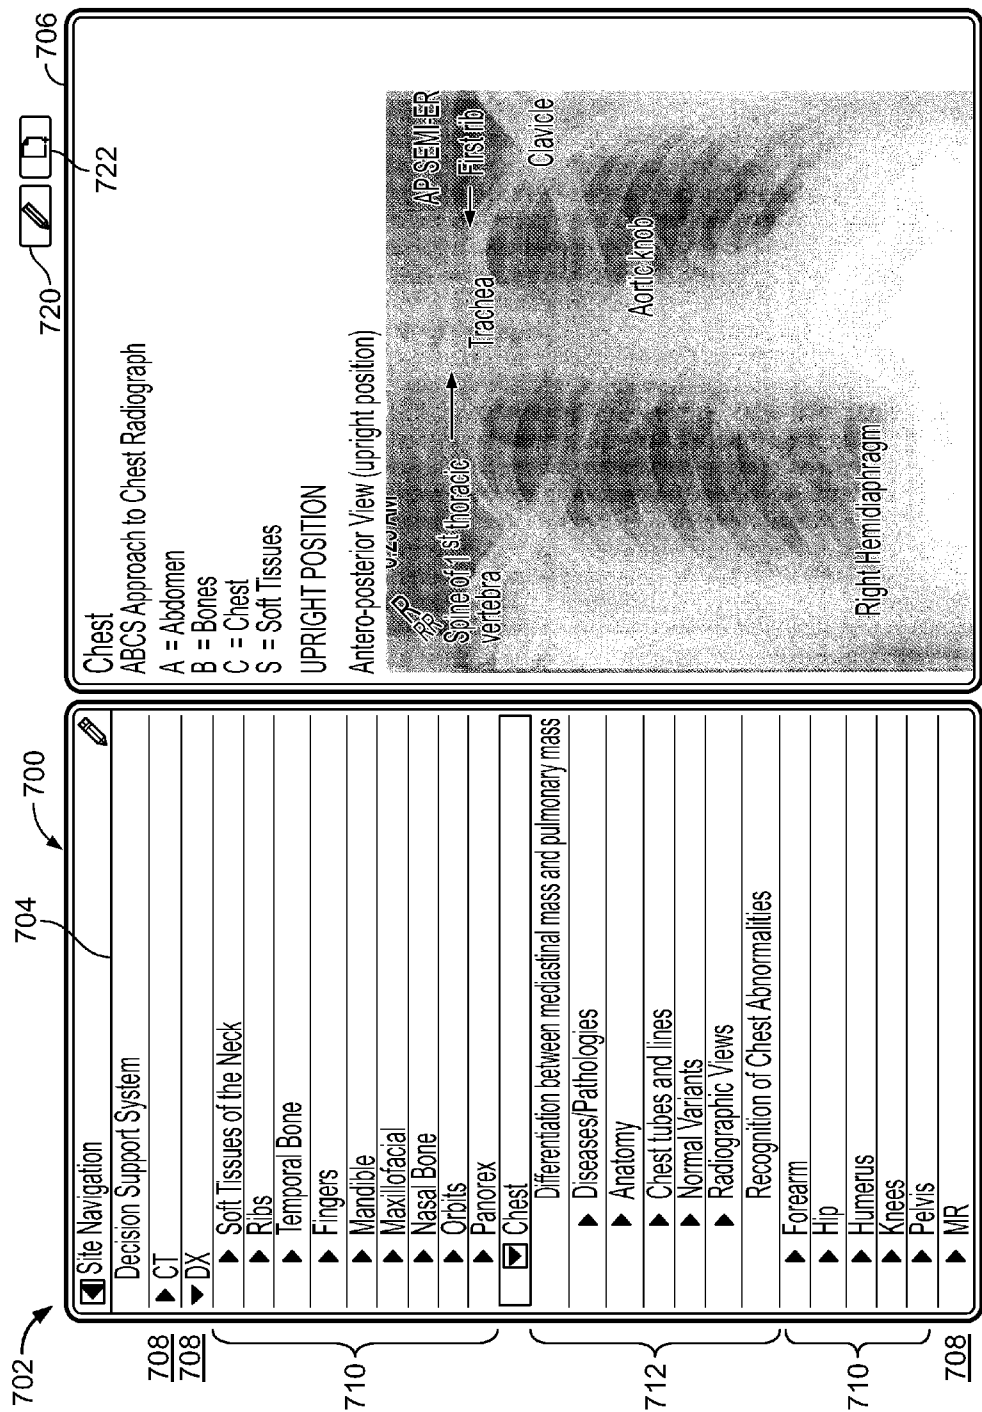 702
700
704
Site Navigation
Decision Support System
708
CT
708
DX
710
Soft Tissues of the Neck
Ribs
Temporal Bone
Fingers
Mandible
Maxillofacial
Nasal Bone
Orbits
Panorex
Chest
712
Differentiation between mediastinal mass and pulmonary mass
Diseases/Pathologies
Anatomy
Chest tubes and lines
Normal Variants
Radiographic Views
Recognition of Chest Abnormalities
710
Forearm
Hip
Humerus
Knees
Pelvis
708
MR
720
722
706
Chest
ABCS Approach to Chest Radiograph
A = Abdomen
B = Bones
C = Chest
S = Soft Tissues
UPRIGHT POSITION
Antero-posterior View (upright position)
AP SEMI-ER
First rib
Spine of 1 st thoracic
vertebra
Trachea
Clavicle
Aortic knob
Right Hemidiaphragm